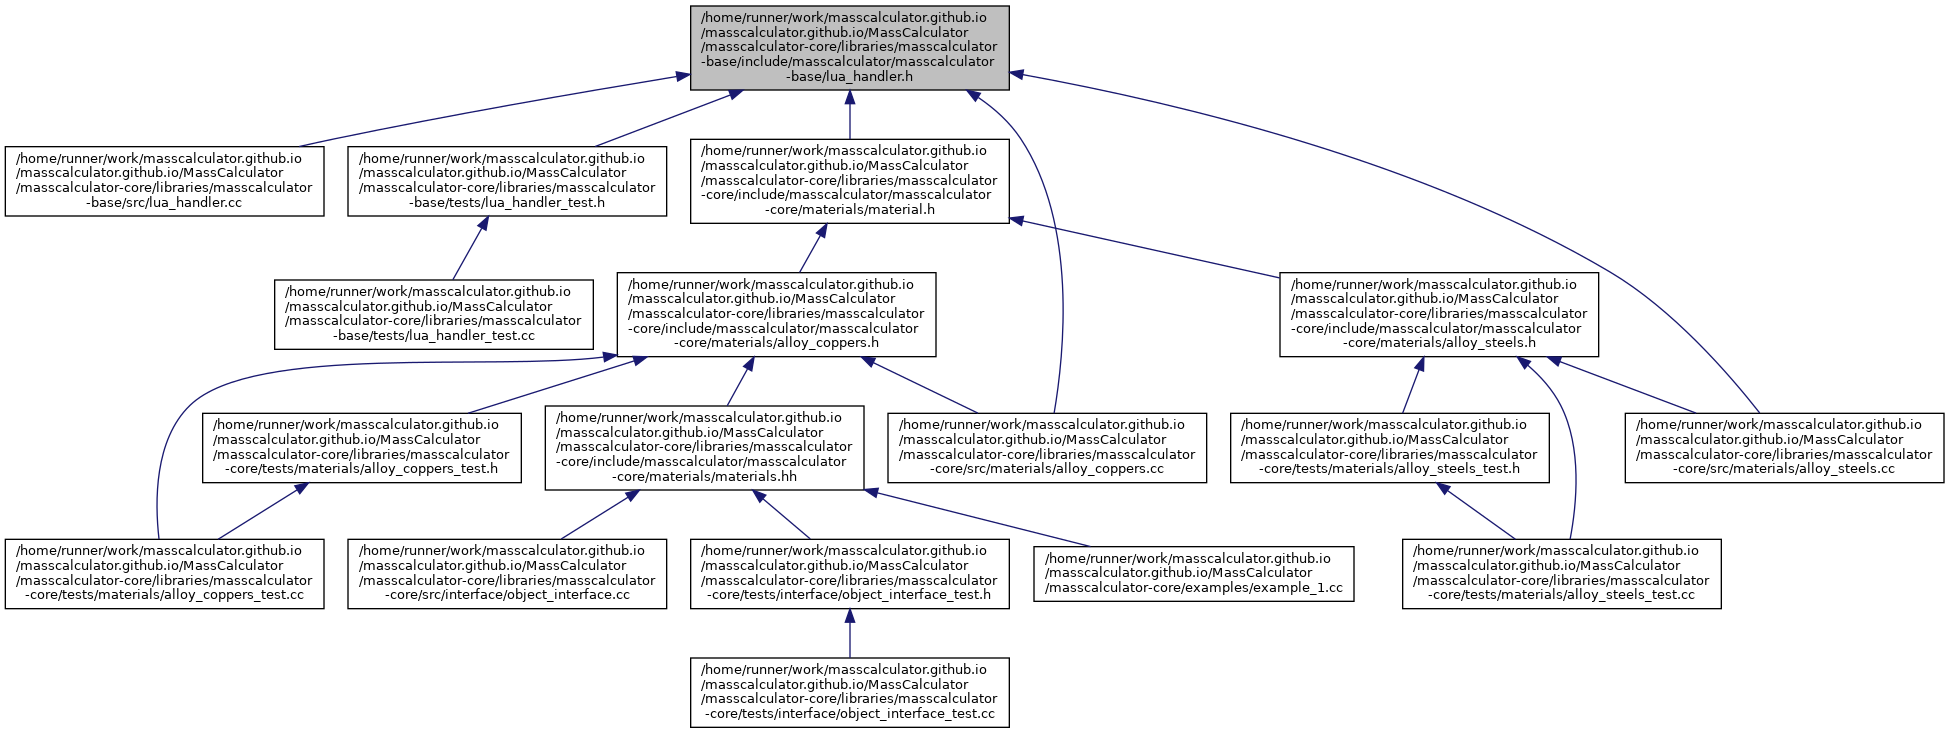 /home/runner/work/masscalculator.github.io
/masscalculator.github.io/MassCalculator
/masscalculator-core/libraries/masscalculator
-base/include/masscalculator/masscalculator
-base/lua_handler.h
/home/runner/work/masscalculator.github.io
/masscalculator.github.io/MassCalculator
/masscalculator-core/libraries/masscalculator
-base/src/lua_handler.cc
/home/runner/work/masscalculator.github.io
/masscalculator.github.io/MassCalculator
/masscalculator-core/libraries/masscalculator
-base/tests/lua_handler_test.h
/home/runner/work/masscalculator.github.io
/masscalculator.github.io/MassCalculator
/masscalculator-core/libraries/masscalculator
-core/include/masscalculator/masscalculator
-core/materials/material.h
/home/runner/work/masscalculator.github.io
/masscalculator.github.io/MassCalculator
/masscalculator-core/libraries/masscalculator
-base/tests/lua_handler_test.cc
/home/runner/work/masscalculator.github.io
/masscalculator.github.io/MassCalculator
/masscalculator-core/libraries/masscalculator
-core/include/masscalculator/masscalculator
-core/materials/alloy_coppers.h
/home/runner/work/masscalculator.github.io
/masscalculator.github.io/MassCalculator
/masscalculator-core/libraries/masscalculator
-core/include/masscalculator/masscalculator
-core/materials/alloy_steels.h
/home/runner/work/masscalculator.github.io
/masscalculator.github.io/MassCalculator
/masscalculator-core/libraries/masscalculator
-core/tests/materials/alloy_coppers_test.h
/home/runner/work/masscalculator.github.io
/masscalculator.github.io/MassCalculator
/masscalculator-core/libraries/masscalculator
-core/include/masscalculator/masscalculator
-core/materials/materials.hh
/home/runner/work/masscalculator.github.io
/masscalculator.github.io/MassCalculator
/masscalculator-core/libraries/masscalculator
-core/src/materials/alloy_coppers.cc
/home/runner/work/masscalculator.github.io
/masscalculator.github.io/MassCalculator
/masscalculator-core/libraries/masscalculator
-core/tests/materials/alloy_steels_test.h
/home/runner/work/masscalculator.github.io
/masscalculator.github.io/MassCalculator
/masscalculator-core/libraries/masscalculator
-core/src/materials/alloy_steels.cc
/home/runner/work/masscalculator.github.io
/masscalculator.github.io/MassCalculator
/masscalculator-core/libraries/masscalculator
-core/tests/materials/alloy_coppers_test.cc
/home/runner/work/masscalculator.github.io
/masscalculator.github.io/MassCalculator
/masscalculator-core/libraries/masscalculator
-core/src/interface/object_interface.cc
/home/runner/work/masscalculator.github.io
/masscalculator.github.io/MassCalculator
/masscalculator-core/libraries/masscalculator
-core/tests/interface/object_interface_test.h
/home/runner/work/masscalculator.github.io
/masscalculator.github.io/MassCalculator
/masscalculator-core/examples/example_1.cc
/home/runner/work/masscalculator.github.io
/masscalculator.github.io/MassCalculator
/masscalculator-core/libraries/masscalculator
-core/tests/materials/alloy_steels_test.cc
/home/runner/work/masscalculator.github.io
/masscalculator.github.io/MassCalculator
/masscalculator-core/libraries/masscalculator
-core/tests/interface/object_interface_test.cc